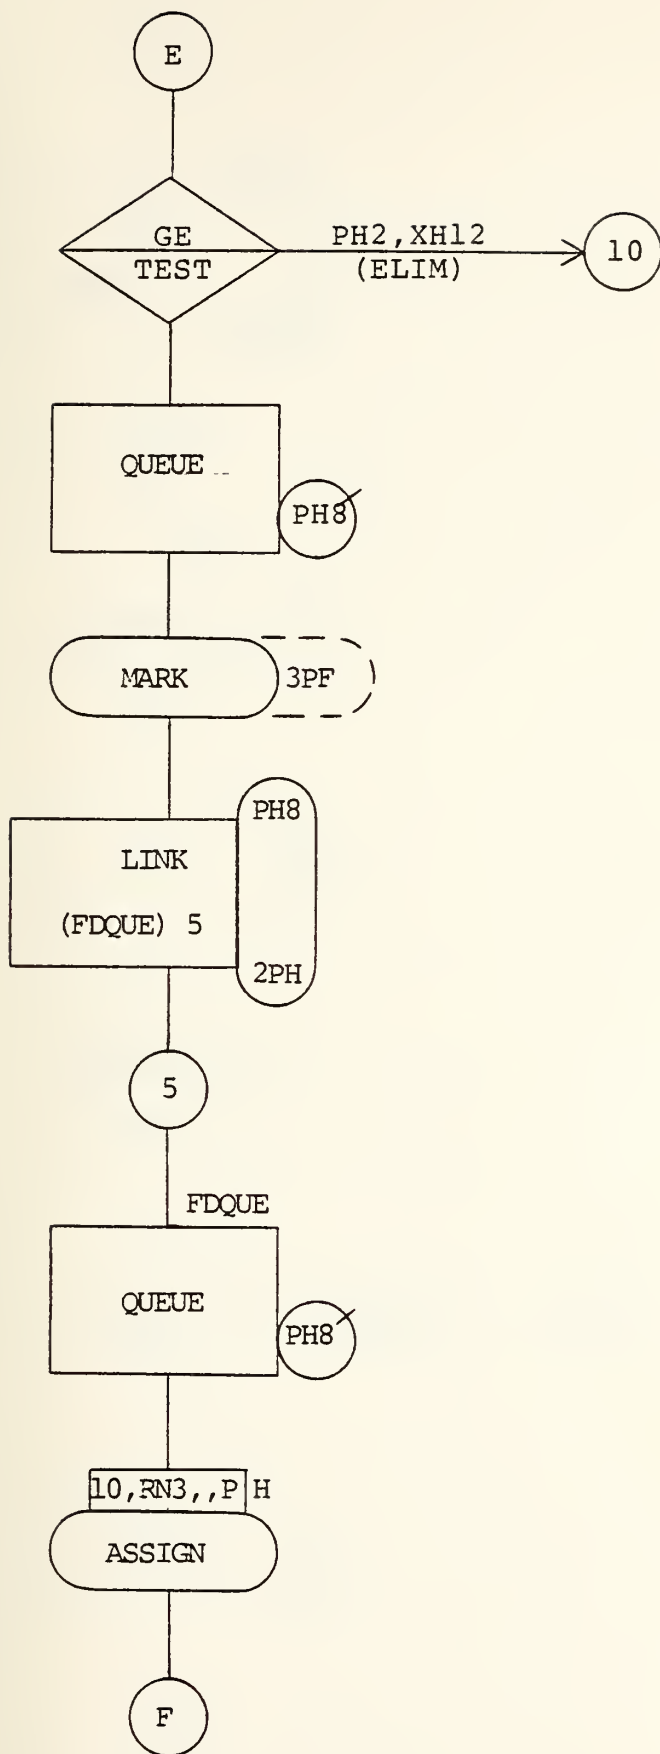 E
GE
TEST
PH2,XH12
(ELIM)
10
QUEUE
PH8
MARK
3PF
PH8
LINK
(FDQUE) 5
2PH
5
FDQUE
QUEUE
PH8
10,RN3,,PH
ASSIGN
F